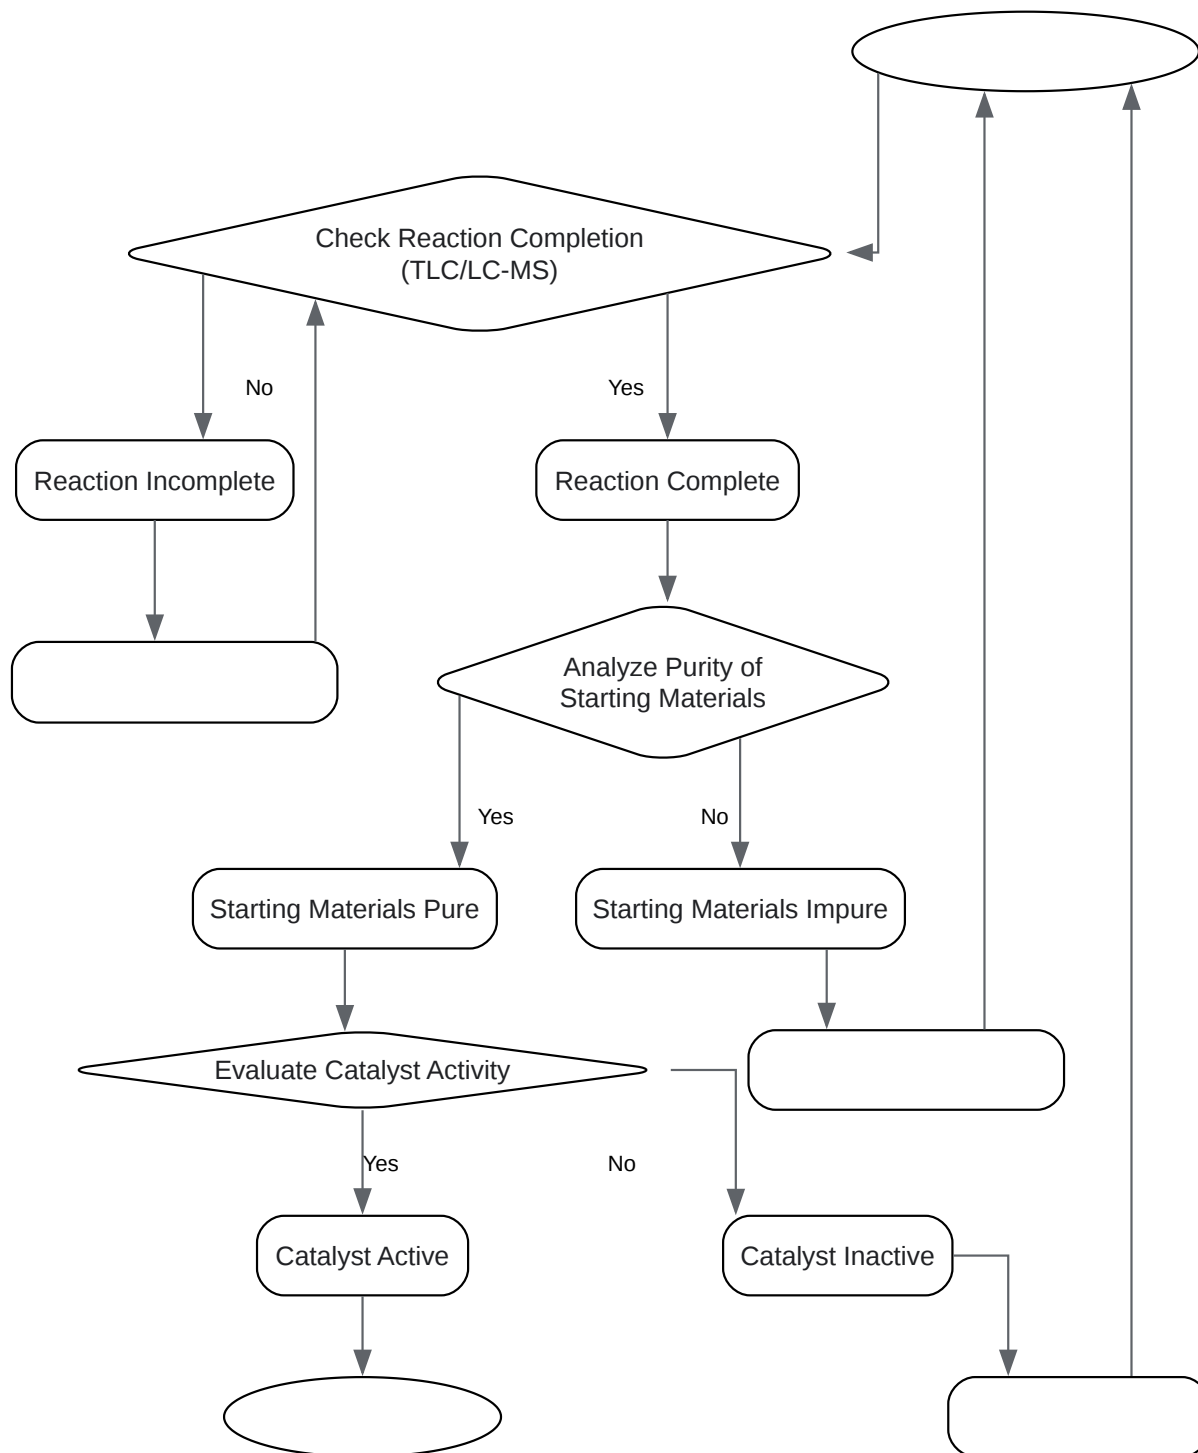 Check Reaction Completion
(TLC/LC-MS)
No
Yes
Reaction Incomplete
Reaction Complete
Analyze Purity of
Starting Materials
Yes
No
Starting Materials Pure
Starting Materials Impure
Evaluate Catalyst Activity
Yes
No
Catalyst Active
Catalyst Inactive